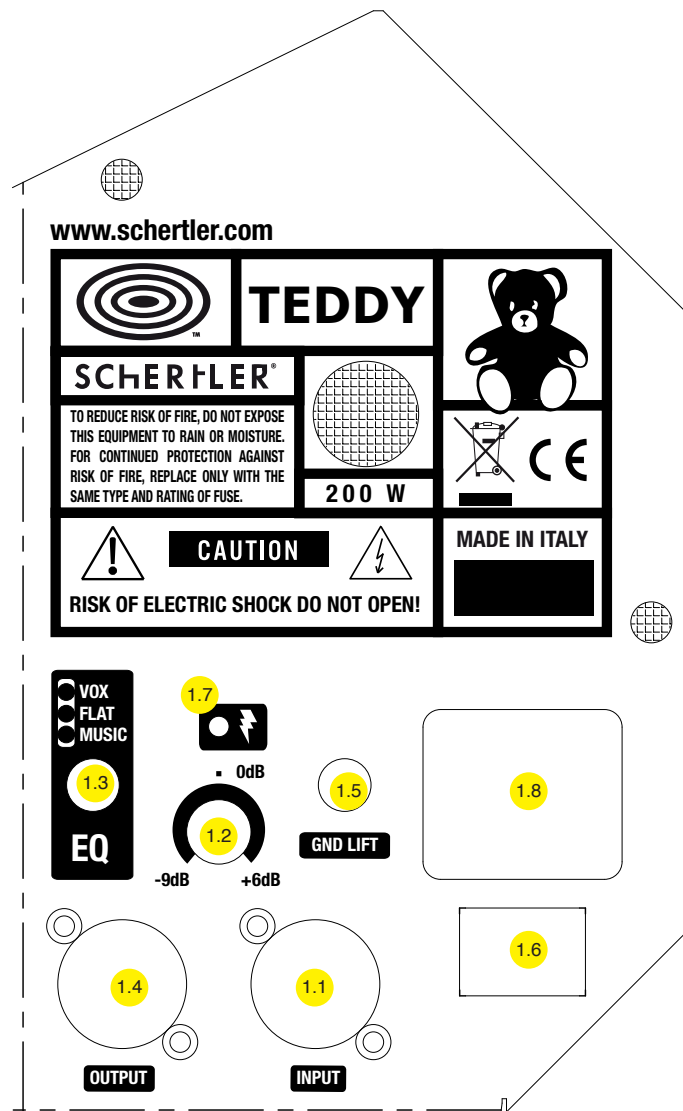 www.schertler.com
TM
TEDDY
SCHERTLER®
TO REDUCE RISK OF FIRE, DO NOT EXPOSE
THIS EQUIPMENT TO RAIN OR MOISTURE.
FOR CONTINUED PROTECTION AGAINST
RISK OF FIRE, REPLACE ONLY WITH THE
SAME TYPE AND RATING OF FUSE.
200 W
CE
CAUTION
RISK OF ELECTRIC SHOCK DO NOT OPEN!
MADE IN ITALY
VOX
FLAT
MUSIC
1.3
EQ
1.7
0dB
1.2
-9dB
+6dB
1.5
GND LIFT
1.8
1.4
OUTPUT
1.1
INPUT
1.6